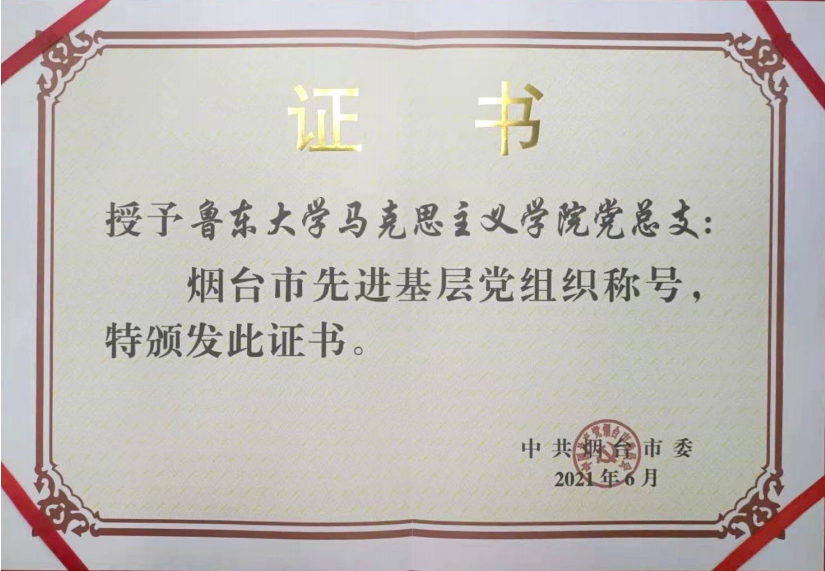 证 书
授予鲁东大学马克思主义学院党总支：
烟台市先进基层党组织称号，
特颁发此证书。
中共烟台市委
2021年6月